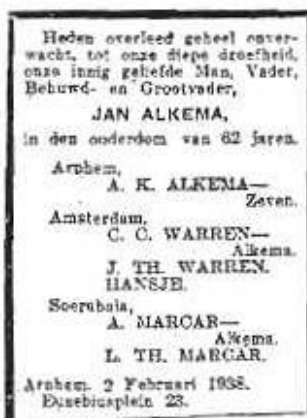 Heden overleed geheel onver-
wacht, tot onze diepe droefheid,
onze innig geliefde Man, Vader,
Behuwd- en Grootvader,
JAN ALKEMA,
in den ouderdom van 62 jaren.
Arnhem,
A. K. ALKEMA—
Zeven.
Amsterdam,
C. C. WARREN—
Alkema.
J. TH. WARREN.
HANSJE.
Soerabaia,
A. MARCAR—
Alkema.
L. TH. MARCAR.
Arnhem, 2 Februari 1938.
Eusebiusplein 23.